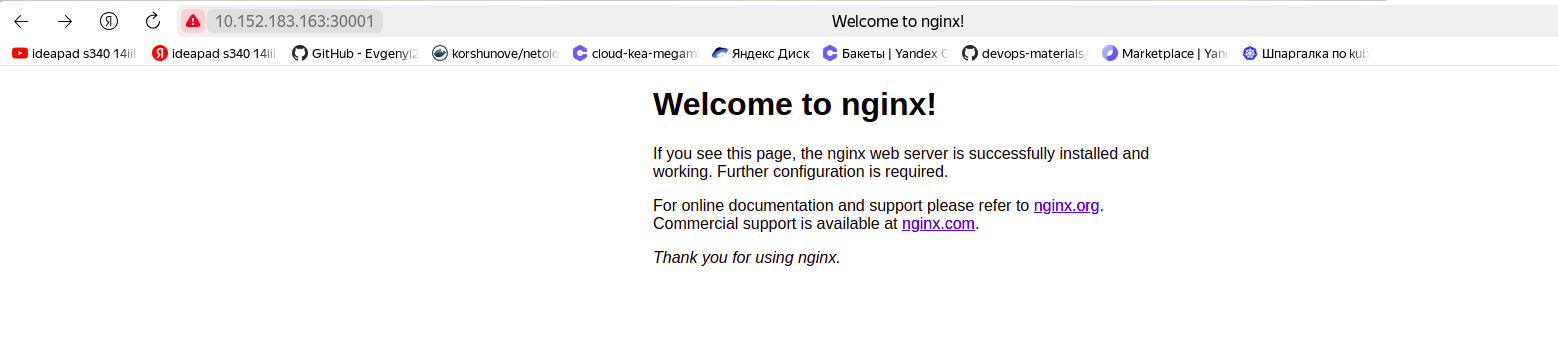 10.152.183.163:30001
Welcome to nginx!
ideapad s340 14iil
ideapad s340 14iil
GitHub - Evgenyi2
korshunove/netolo
cloud-kea-megam
Яндекс Диск
Бакеты | Yandex C
devops-materials/
Marketplace | Yan
Шпаргалка по kub
Welcome to nginx!
If you see this page, the nginx web server is successfully installed and
working. Further configuration is required.
For online documentation and support please refer to nginx.org.
Commercial support is available at nginx.com.
Thank you for using nginx.